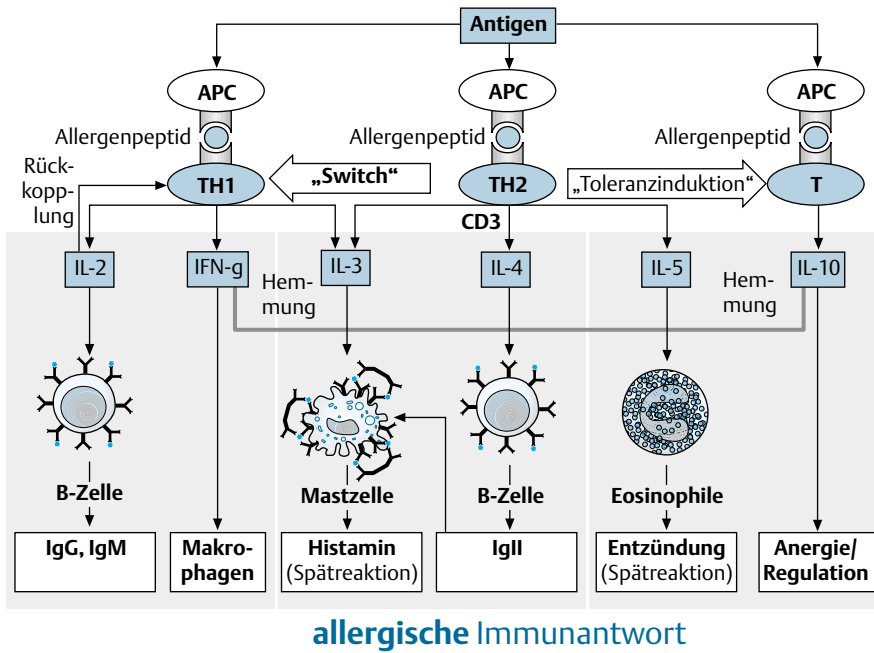 Antigen
APC
APC
APC
Allergenpeptid
Allergenpeptid
Allergenpeptid
Rück-
kopp-
lung
TH1
„Switch“
TH2
„Toleranzinduktion“
T
CD3
IL-2
IFN-g
IL-3
IL-4
IL-5
IL-10
Hem-
mung
Hem-
mung
B-Zelle
Mastzelle
B-Zelle
Eosinophile
IgG, IgM
Makro-
phagen
Histamin
(Spätreaktion)
IgII
Entzündung
(Spätreaktion)
Anergie/
Regulation
allergische Immunantwort